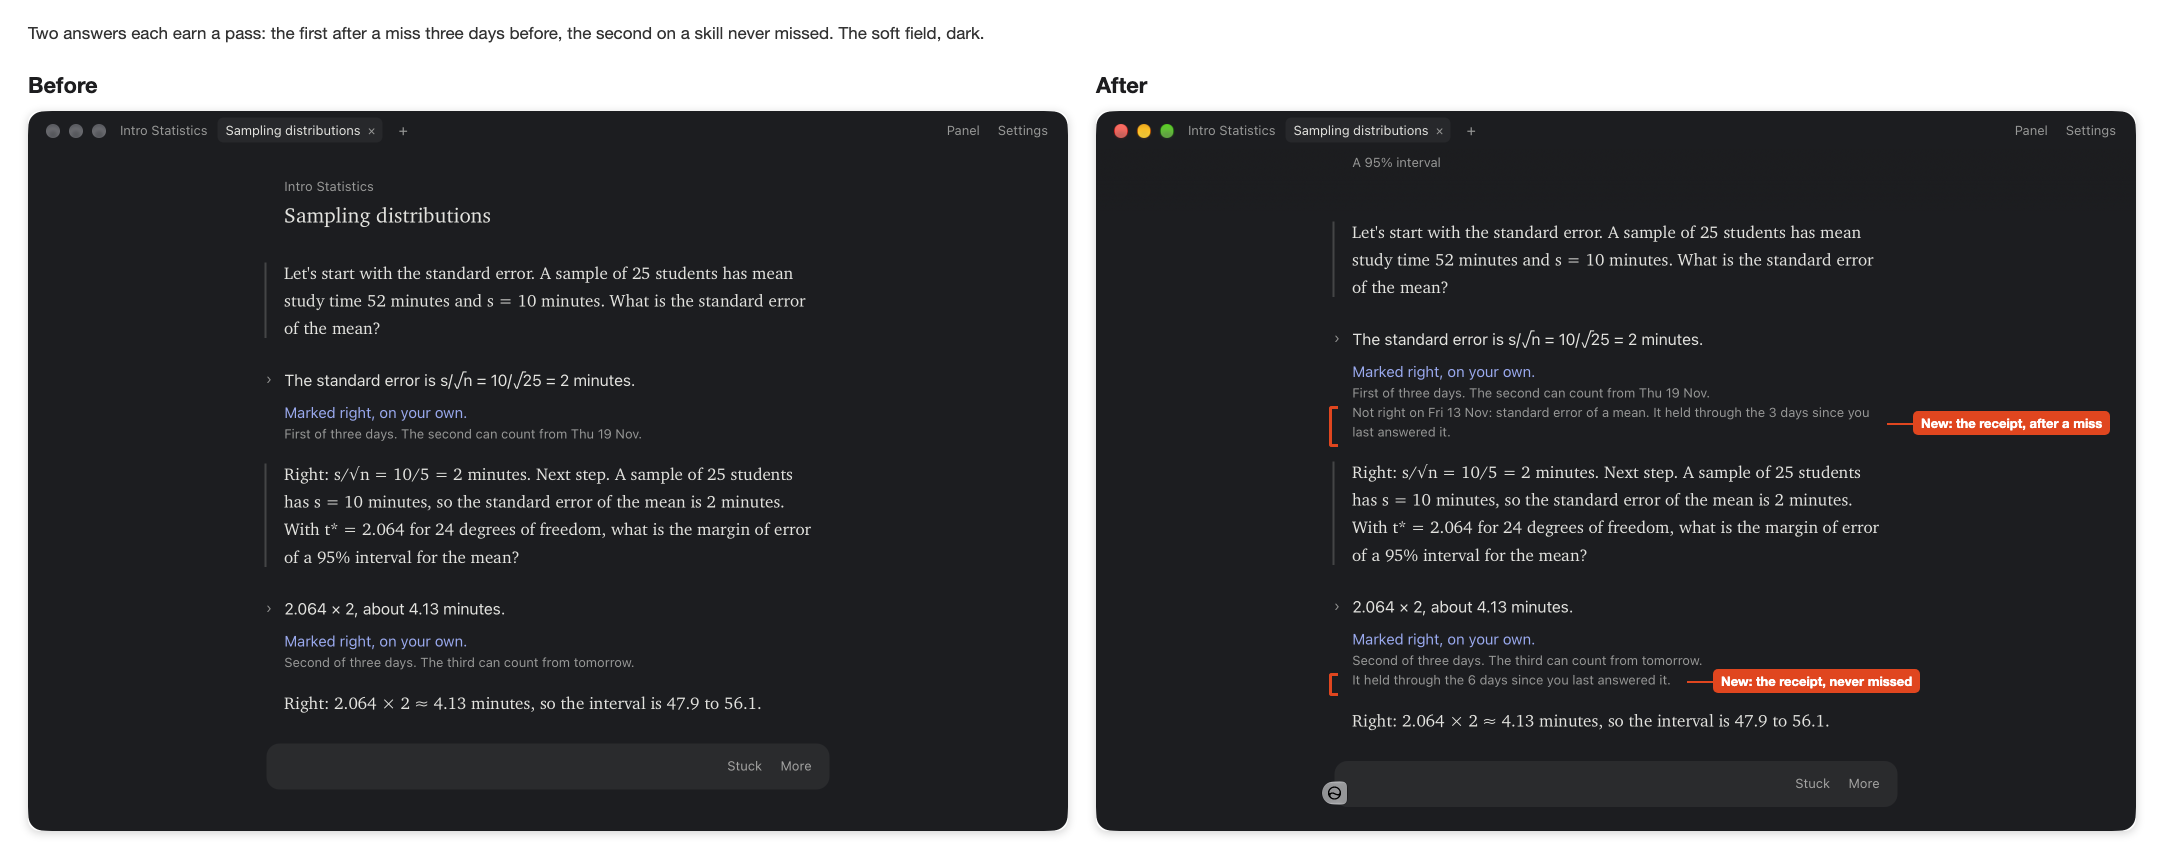 Two answers each earn a pass: the first after a miss three days before, the second on a skill never missed. The soft field, dark.
Before
Intro Statistics
Sampling distributions ×
+
Panel
Settings
Intro Statistics
Sampling distributions
Let's start with the standard error. A sample of 25 students has mean
study time 52 minutes and s = 10 minutes. What is the standard error
of the mean?
› The standard error is s/√n = 10/√25 = 2 minutes.
Marked right, on your own.
First of three days. The second can count from Thu 19 Nov.
Right: s/√n = 10/5 = 2 minutes. Next step. A sample of 25 students
has s = 10 minutes, so the standard error of the mean is 2 minutes.
With t* = 2.064 for 24 degrees of freedom, what is the margin of error
of a 95% interval for the mean?
› 2.064 × 2, about 4.13 minutes.
Marked right, on your own.
Second of three days. The third can count from tomorrow.
Right: 2.064 × 2 ≈ 4.13 minutes, so the interval is 47.9 to 56.1.
Stuck
More
After
Intro Statistics
Sampling distributions ×
+
Panel
Settings
A 95% interval
Let's start with the standard error. A sample of 25 students has mean
study time 52 minutes and s = 10 minutes. What is the standard error
of the mean?
› The standard error is s/√n = 10/√25 = 2 minutes.
Marked right, on your own.
First of three days. The second can count from Thu 19 Nov.
Not right on Fri 13 Nov: standard error of a mean. It held through the 3 days since you
last answered it.
New: the receipt, after a miss
Right: s/√n = 10/5 = 2 minutes. Next step. A sample of 25 students
has s = 10 minutes, so the standard error of the mean is 2 minutes.
With t* = 2.064 for 24 degrees of freedom, what is the margin of error
of a 95% interval for the mean?
› 2.064 × 2, about 4.13 minutes.
Marked right, on your own.
Second of three days. The third can count from tomorrow.
It held through the 6 days since you last answered it.
New: the receipt, never missed
Right: 2.064 × 2 ≈ 4.13 minutes, so the interval is 47.9 to 56.1.
Stuck
More